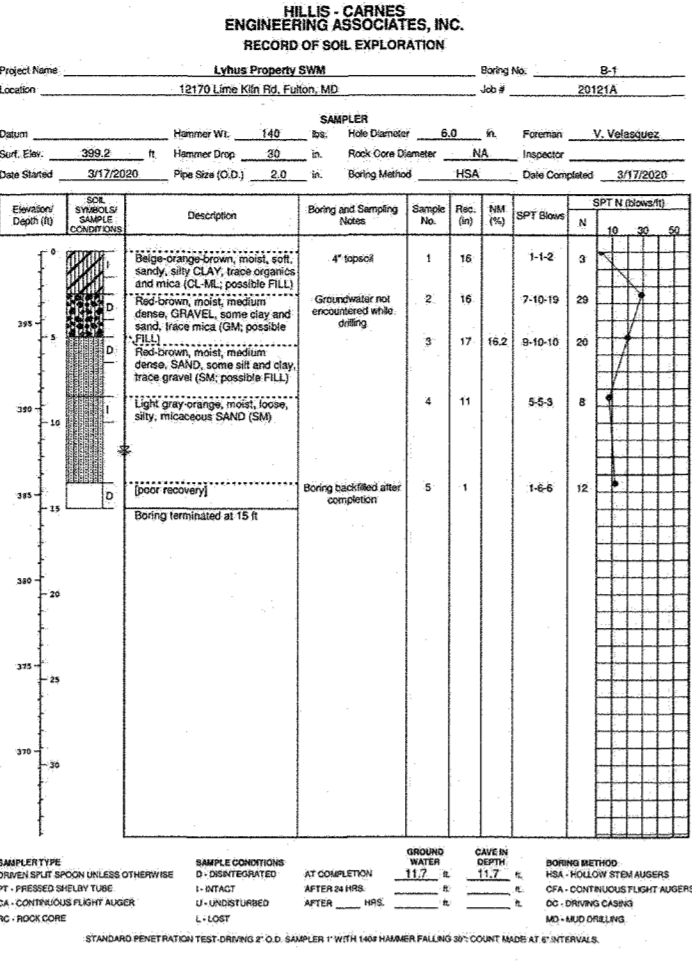 HILLIS - CARNES
ENGINEERING ASSOCIATES, INC.
RECORD OF SOIL EXPLORATION
Project Name Lyhus Property SWM Boring No. B-1
Location 12170 Lime Kiln Rd, Fulton, MD Job # 20121A
SAMPLER
Datum Hammer Wt. 140 lbs. Hole Diameter 6.0 in. Foreman V. Velasquez
Surf. Elev. 399.2 ft Hammer Drop 30 in. Rock Core Diameter NA Inspector
Date Started 3/17/2020 Pipe Size (O.D.) 2.0 in. Boring Method HSA Date Completed 3/17/2020
Elevation/ Depth (ft) SOIL SYMBOLS/ SAMPLE CONDITIONS Description Boring and Sampling Notes Sample No. Rec. (in) NM (%) SPT Blows SPT N (blows/ft)
N 10 30 50
0 I Beige-orange-brown, moist, soft, 4" topsoil 1 16 1-1-2 3
sandy, silty CLAY, trace organics
and mica (CL-ML; possible FILL)
D Red-brown, moist, medium Groundwater not 2 16 7-10-19 29
dense, GRAVEL, some clay and encountered while
395 sand, trace mica (GM; possible drilling
5 FILL) 3 17 16.2 9-10-10 20
D Red-brown, moist, medium
dense, SAND, some silt and clay,
trace gravel (SM; possible FILL)
390 I Light gray-orange, moist, loose, 4 11 5-5-3 8
10 silty, micaceous SAND (SM)
385 D [poor recovery] Boring backfilled after 5 1 1-6-6 12
completion
15 Boring terminated at 15 ft
380
20
375
25
370
30
GROUND WATER CAVE IN DEPTH
SAMPLER TYPE SAMPLE CONDITIONS BORING METHOD
DRIVEN SPLIT SPOON UNLESS OTHERWISE D - DISINTEGRATED AT COMPLETION 11.7 ft. 11.7 ft. HSA - HOLLOW STEM AUGERS
PT - PRESSED SHELBY TUBE I - INTACT AFTER 24 HRS. ft. ft. CFA - CONTINUOUS FLIGHT AUGERS
CA - CONTINUOUS FLIGHT AUGER U - UNDISTURBED AFTER HRS. ft. ft. DC - DRIVING CASING
RC - ROCK CORE L - LOST MD - MUD DRILLING
STANDARD PENETRATION TEST-DRIVING 2" O.D. SAMPLER 1' WITH 140# HAMMER FALLING 30": COUNT MADE AT 6" INTERVALS.